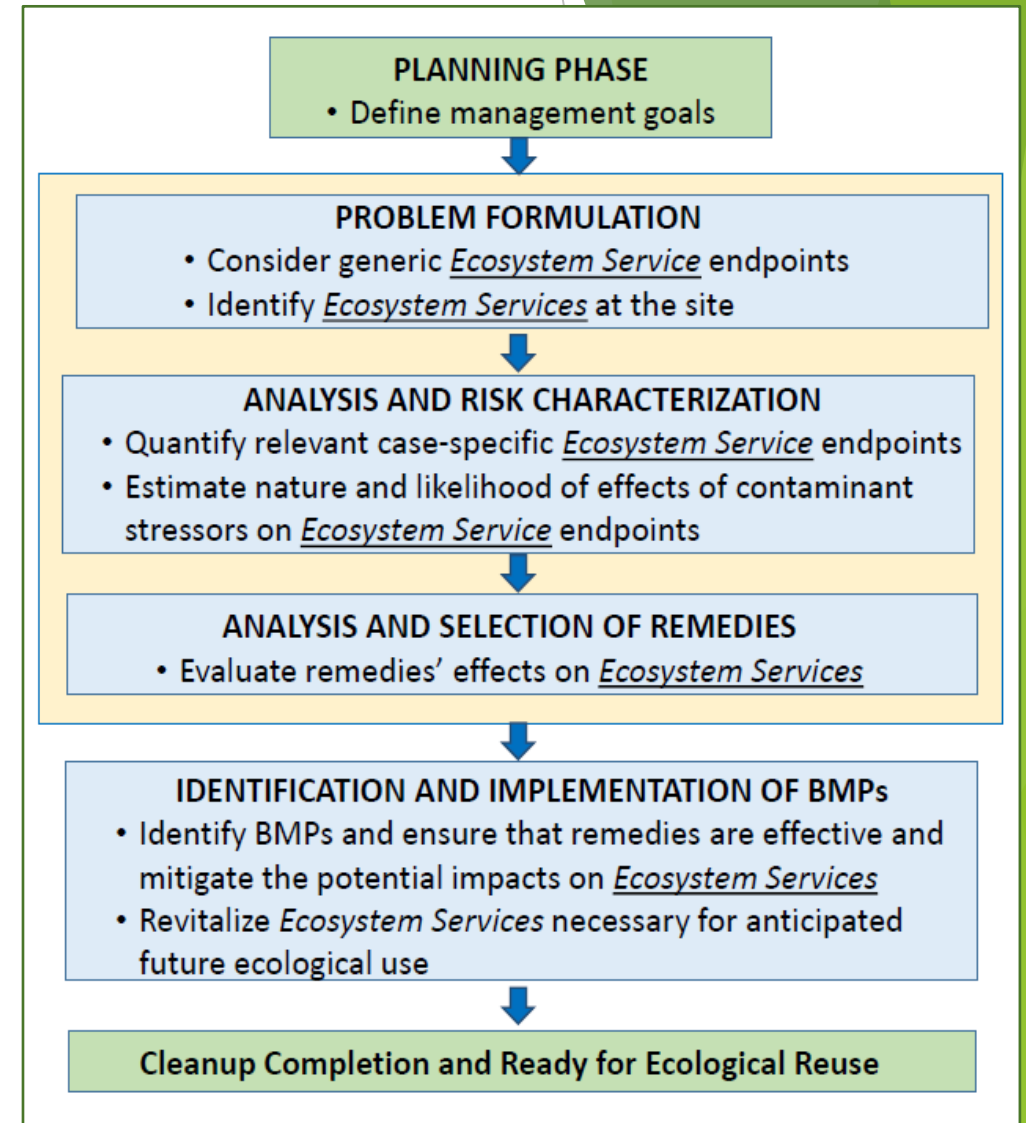 PLANNING PHASE
• Define management goals
PROBLEM FORMULATION
• Consider generic Ecosystem Service endpoints
• Identify Ecosystem Services at the site
ANALYSIS AND RISK CHARACTERIZATION
• Quantify relevant case-specific Ecosystem Service endpoints
• Estimate nature and likelihood of effects of contaminant
stressors on Ecosystem Service endpoints
ANALYSIS AND SELECTION OF REMEDIES
• Evaluate remedies’ effects on Ecosystem Services
IDENTIFICATION AND IMPLEMENTATION OF BMPs
• Identify BMPs and ensure that remedies are effective and
mitigate the potential impacts on Ecosystem Services
• Revitalize Ecosystem Services necessary for anticipated
future ecological use
Cleanup Completion and Ready for Ecological Reuse